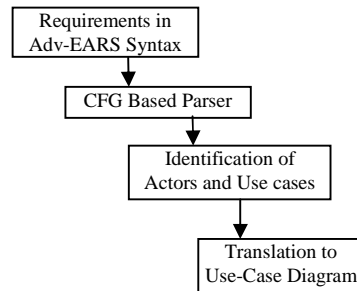 Requirements in
Adv-EARS Syntax
CFG Based Parser
Identification of
Actors and Use cases
Translation to
Use-Case Diagram